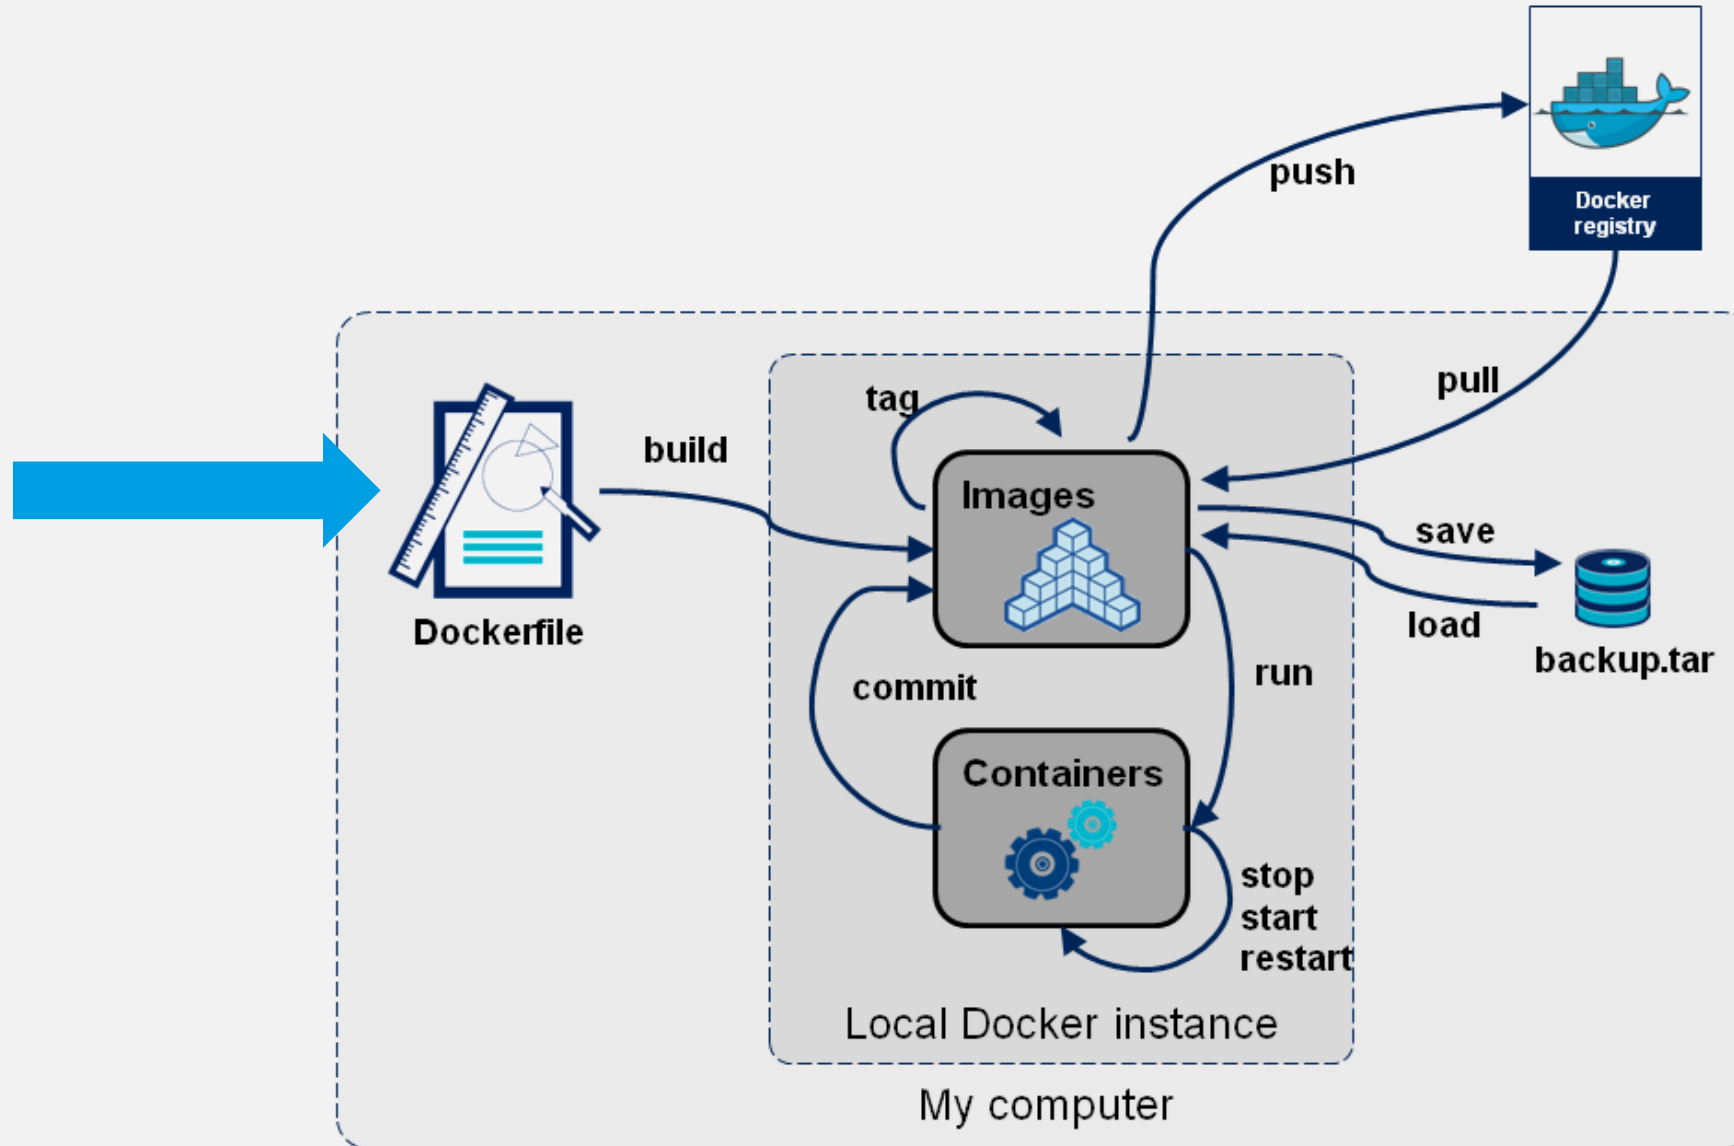 push
Docker
registry
tag
pull
build
Images
save
Dockerfile
load
backup.tar
commit
run
Containers
stop
start
restart
Local Docker instance
My computer